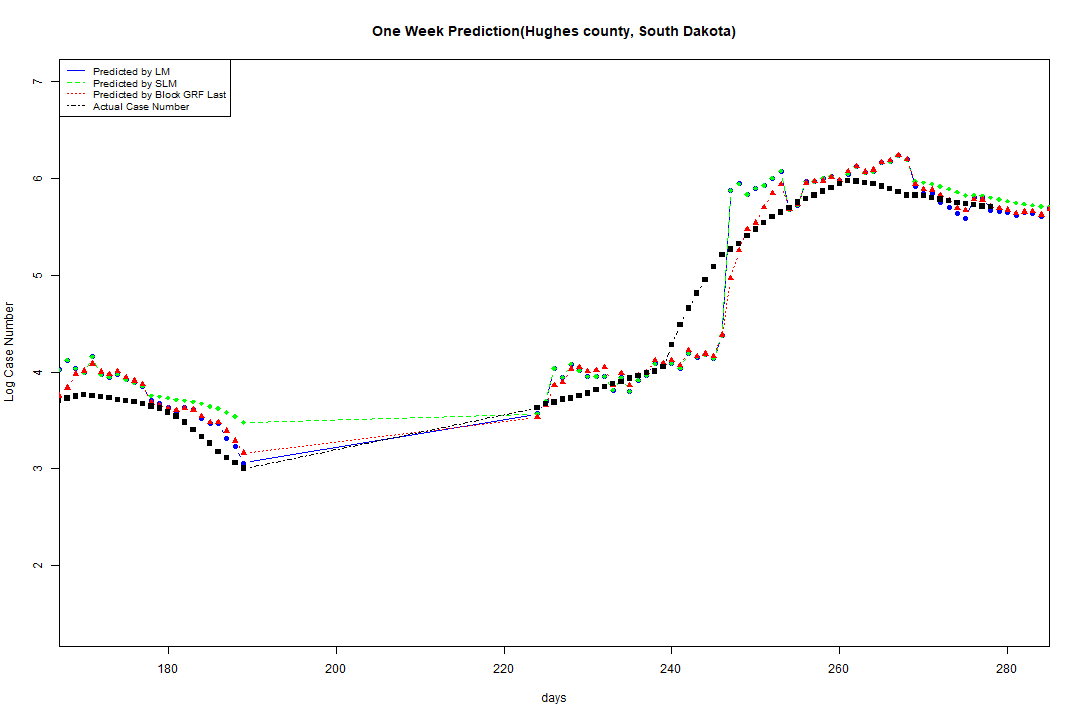 One Week Prediction(Hughes county, South Dakota)
Predicted by LM
Predicted by SLM
Predicted by Block GRF Last
Actual Case Number
7
6
5
4
3
2
Log Case Number
180 200 220 240 260 280
days